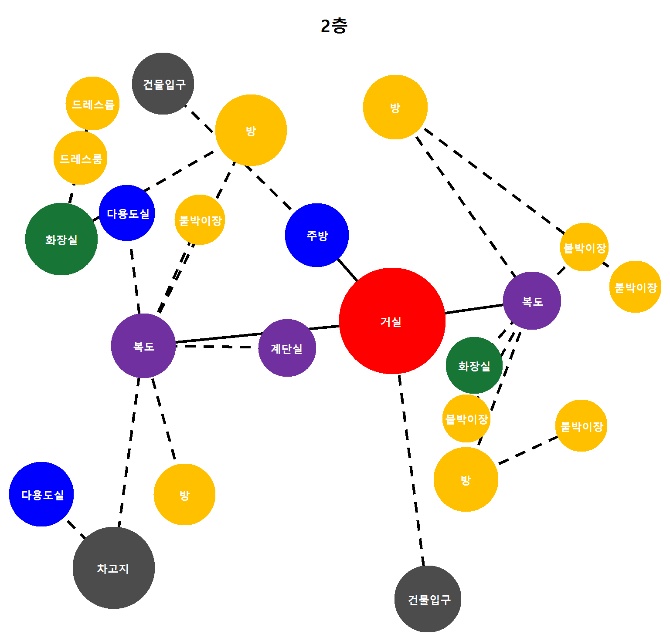 2층
건물입구
드레스룸
방
방
드레스룸
다용도실
붙박이장
화장실
주방
붙박이장
붙박이장
복도
거실
복도
계단실
화장실
붙박이장
붙박이장
방
다용도실
방
차고지
건물입구